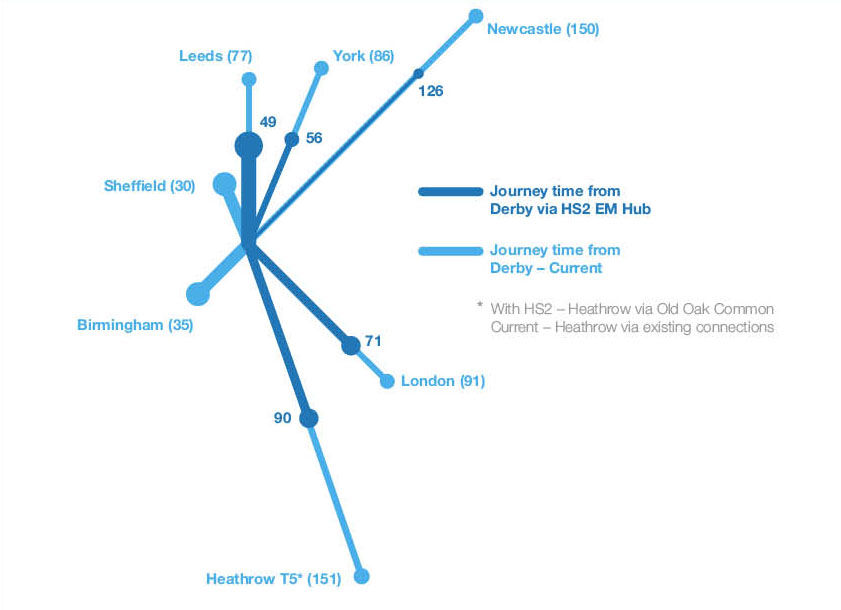 Newcastle (150)
Leeds (77)
York (86)
126
49
56
Sheffield (30)
Journey time from
Derby via HS2 EM Hub
Journey time from
Derby – Current
* With HS2 – Heathrow via Old Oak Common
Current – Heathrow via existing connections
Birmingham (35)
71
London (91)
90
Heathrow T5* (151)